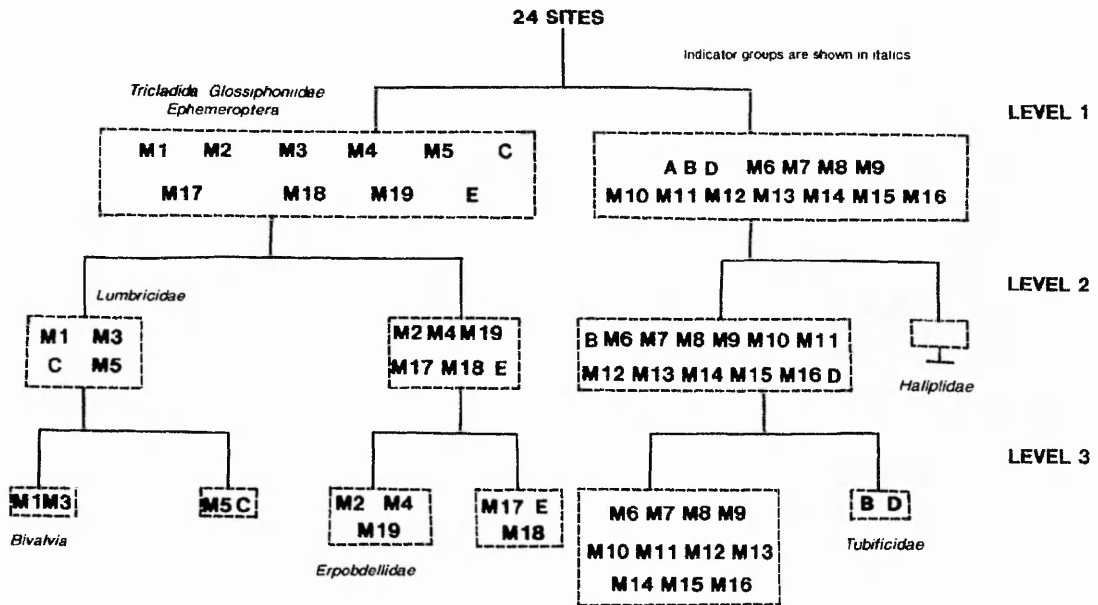 24 SITES
Indicator groups are shown in italics
Tricladida Glossiphoniidae
Ephemeroptera
LEVEL 1
M1 M2 M3 M4 M5 C
M17 M18 M19 E
A B D M6 M7 M8 M9
M10 M11 M12 M13 M14 M15 M16
LEVEL 2
Lumbricidae
M1 M3
C M5
M2 M4 M19
M17 M18 E
B M6 M7 M8 M9 M10 M11
M12 M13 M14 M15 M16 D
Haliplidae
LEVEL 3
M1 M3
Bivalvia
M5 C
M2 M4
M19
Erpobdellidae
M17 E
M18
M6 M7 M8 M9
M10 M11 M12 M13
M14 M15 M16
B D
Tubificidae